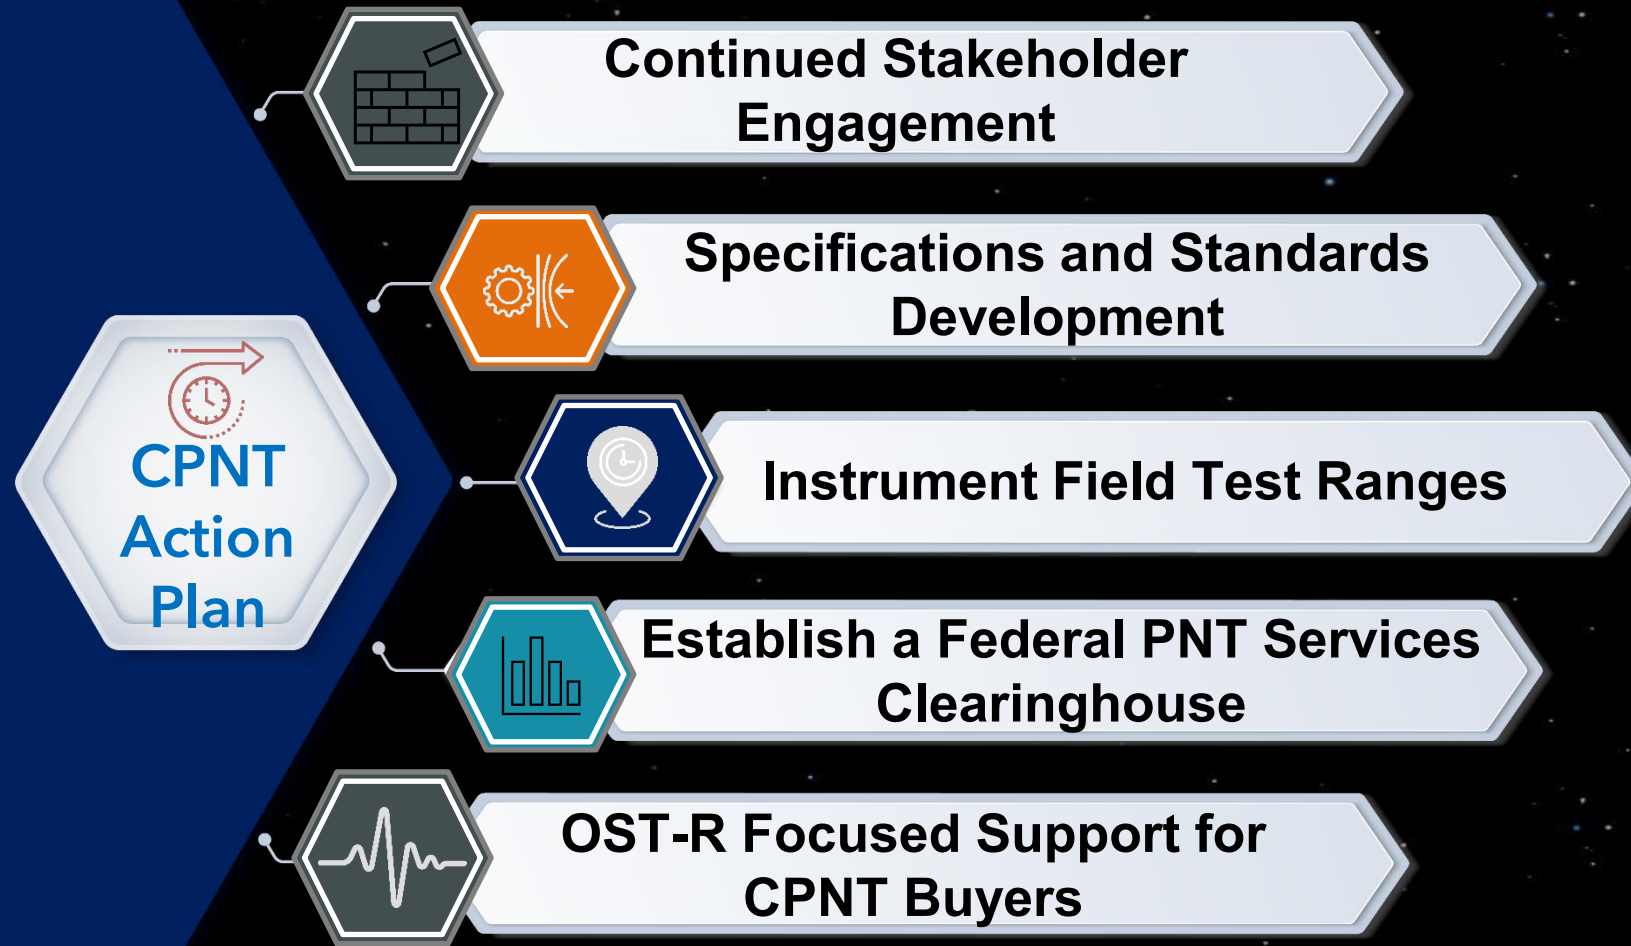 CPNT
Action
Plan
Continued Stakeholder
Engagement
Specifications and Standards
Development
Instrument Field Test Ranges
Establish a Federal PNT Services
Clearinghouse
OST-R Focused Support for
CPNT Buyers